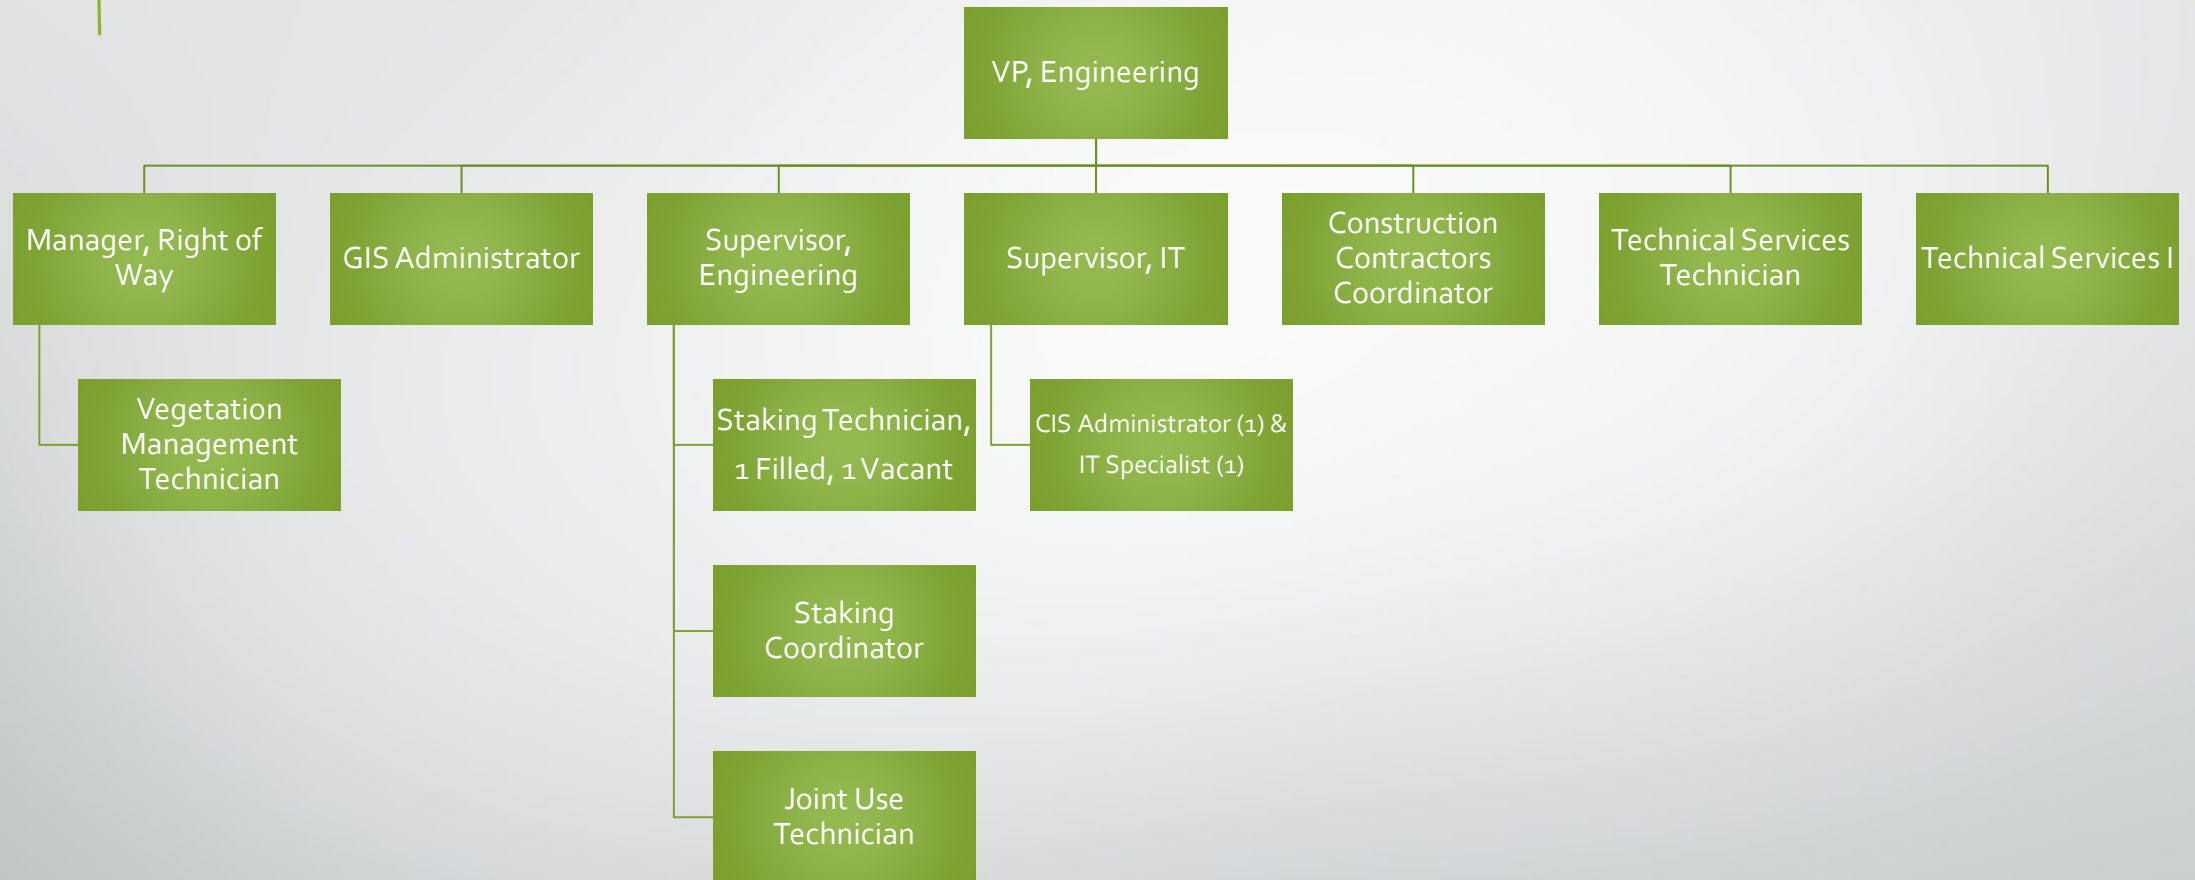 VP, Engineering
Manager, Right of
Way
GIS Administrator
Supervisor,
Engineering
Supervisor, IT
Construction
Contractors
Coordinator
Technical Services
Technician
Technical Services I
Vegetation
Management
Technician
Staking Technician,
1 Filled, 1 Vacant
CIS Administrator (1) &
IT Specialist (1)
Staking
Coordinator
Joint Use
Technician